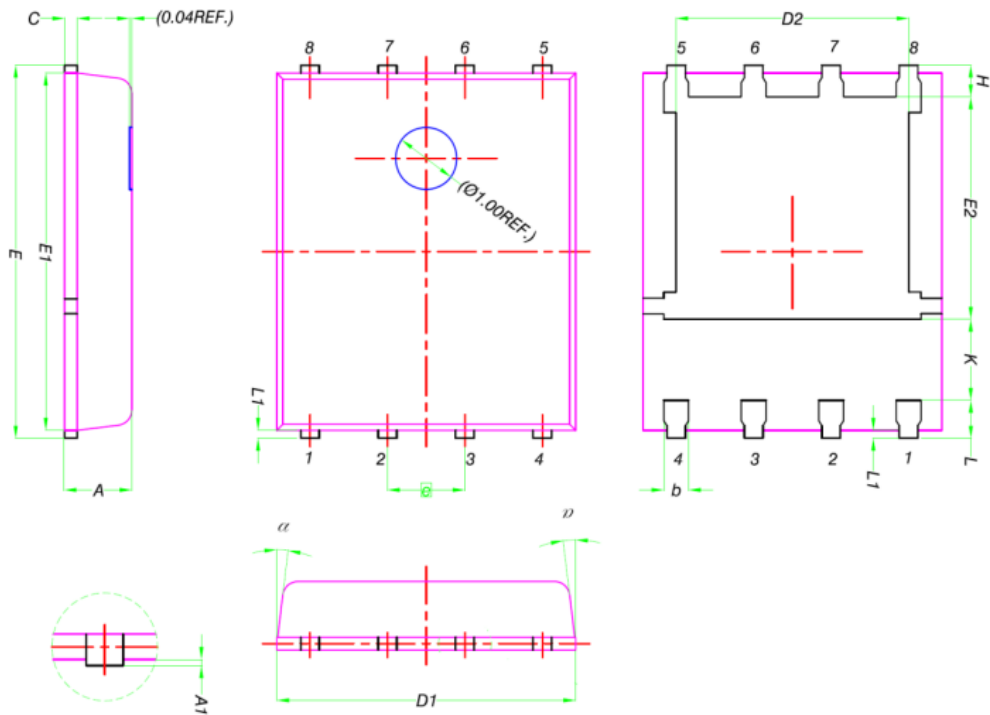 C
(0.04REF.)
E
E1
A
8 7 6 5
(Ø1.00REF.)
L1
1 2 3 4
e
D2
5 6 7 8
H
E2
K
L
L1
4 3 2 1
b
α
D1
A1